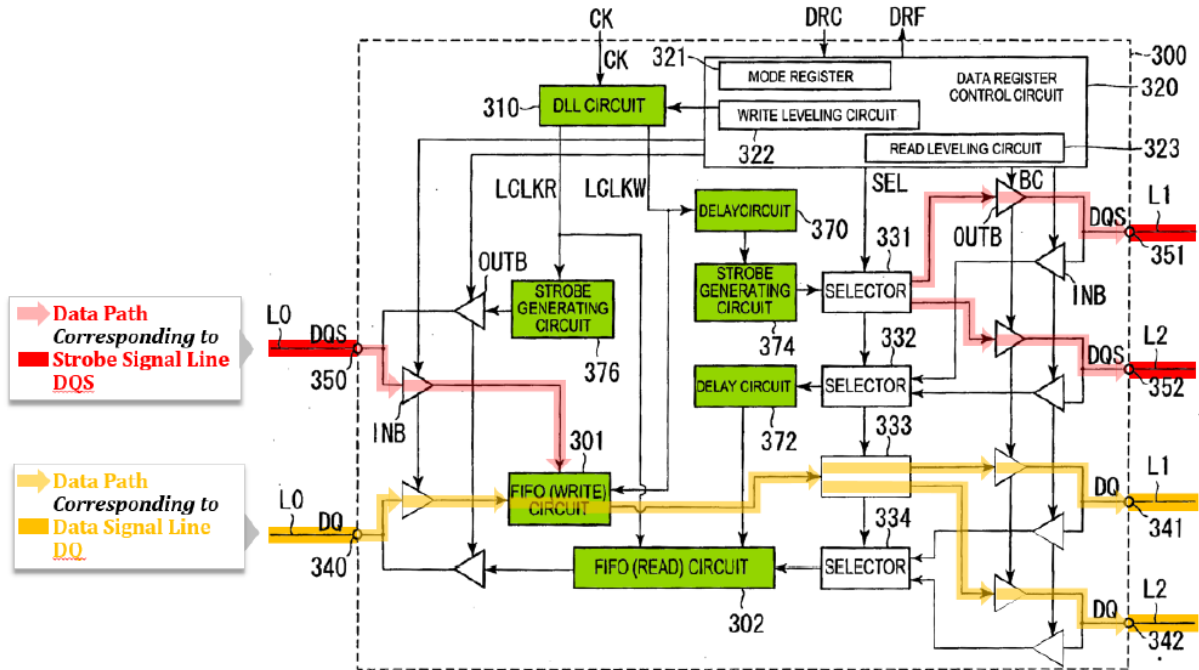 CK
DRC
DRF
300
CK
321
MODE REGISTER
DATA REGISTER
CONTROL CIRCUIT
320
310
DLL CIRCUIT
WRITE LEVELING CIRCUIT
322
READ LEVELING CIRCUIT
323
LCLKR
LCLKW
SEL
BC
DELAYCIRCUIT
370
331
DQS
L1
351
OUTB
OUTB
INB
STROBE
GENERATING
CIRCUIT
376
STROBE
GENERATING
CIRCUIT
374
SELECTOR
Data Path
Corresponding to
Strobe Signal Line
DQS
L0
DQS
350
332
DQS
L2
352
DELAY CIRCUIT
372
SELECTOR
INB
301
333
Data Path
Corresponding to
Data Signal Line
DQ
L0
DQ
340
FIFO (WRITE)
CIRCUIT
DQ
L1
341
334
FIFO (READ) CIRCUIT
302
SELECTOR
DQ
L2
342